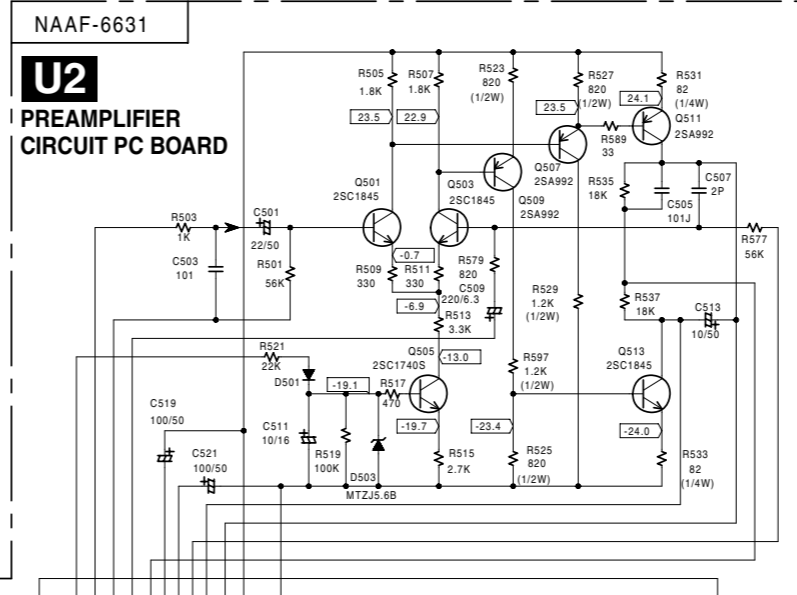 NAAF-6631
U2
PREAMPLIFIER
CIRCUIT PC BOARD
R505
1.8K
R507
1.8K
R523
820
(1/2W)
R527
820
(1/2W)
R531
82
(1/4W)
23.5
22.9
23.5
24.1
Q511
2SA992
R589
33
Q507
2SA992
Q509
2SA992
Q501
2SC1845
Q503
2SC1845
R535
18K
C505
101J
C507
2P
R503
1K
C501
22/50
C503
101
R501
56K
-0.7
R509
330
R511
330
R579
820
C509
220/6.3
-6.9
R513
3.3K
R577
56K
R529
1.2K
(1/2W)
R537
18K
C513
10/50
R521
22K
D501
Q505
2SC1740S
-13.0
R597
1.2K
(1/2W)
Q513
2SC1845
-19.1
R517
470
C519
100/50
C521
100/50
C511
10/16
R519
100K
D503
MTZJ5.6B
-19.7
R515
2.7K
-23.4
R525
820
(1/2W)
-24.0
R533
82
(1/4W)